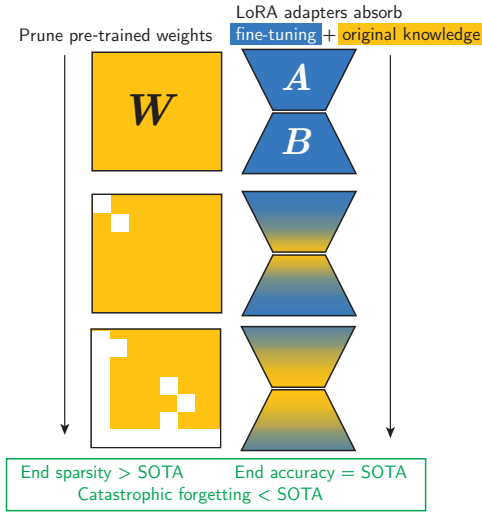 LoRA adapters absorb
Prune pre-trained weights
fine-tuning + original knowledge
W
A
B
End sparsity > SOTA
End accuracy = SOTA
Catastrophic forgetting < SOTA